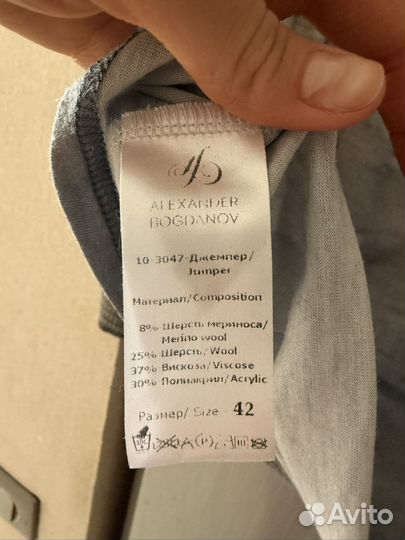 ALEXANDER
BOGDANOV
10-3047-Джемпер/
Jumper
Материал/Composition
8% Шерсть мериноса/
Merino wool
25% Шерсть/ Wool
37% Вискоза/ Viscose
30% Полиакрил/ Acrylic
Размер/ Size - 42
Avito